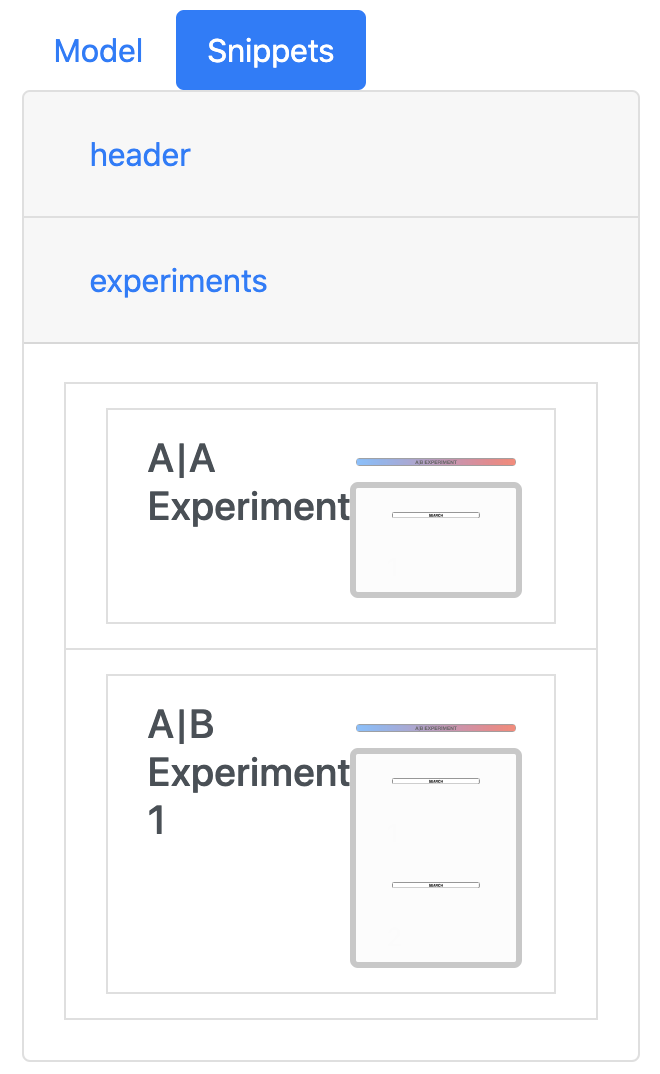 Model
Snippets
header
experiments
A|A
Experiment
A|B EXPERIMENT
SEARCH
A|B
Experiment
1
A|B EXPERIMENT
SEARCH
SEARCH